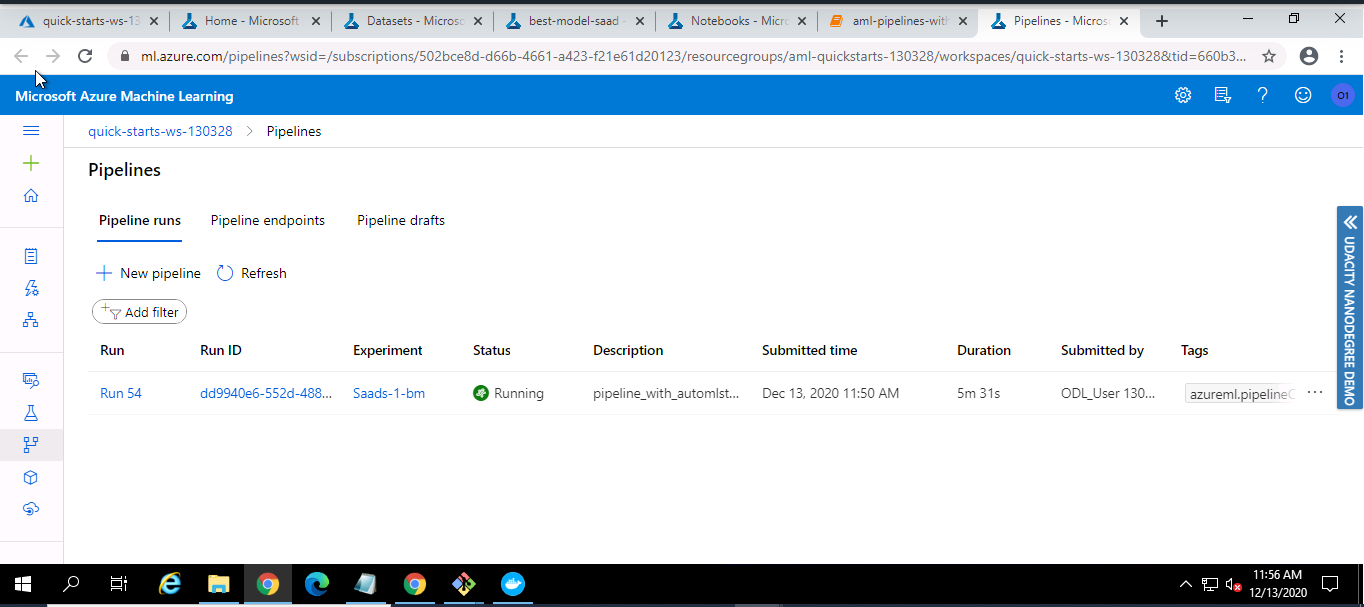 quick-starts-ws-13
Home - Microsoft
Datasets - Microso
best-model-saad -
Notebooks - Micro
aml-pipelines-with
Pipelines - Microso
ml.azure.com/pipelines?wsid=/subscriptions/502bce8d-d66b-4661-a423-f21e61d20123/resourcegroups/aml-quickstarts-130328/workspaces/quick-starts-ws-130328&tid=660b3...
Microsoft Azure Machine Learning
O1
quick-starts-ws-130328 > Pipelines
Pipelines
Pipeline runs Pipeline endpoints Pipeline drafts
New pipeline Refresh
Add filter
Run Run ID Experiment Status Description Submitted time Duration Submitted by Tags
Run 54 dd9940e6-552d-488... Saads-1-bm Running pipeline_with_automlst... Dec 13, 2020 11:50 AM 5m 31s ODL_User 130... azureml.pipelineC ...
UDACITY NANODEGREE DEMO
11:56 AM
12/13/2020